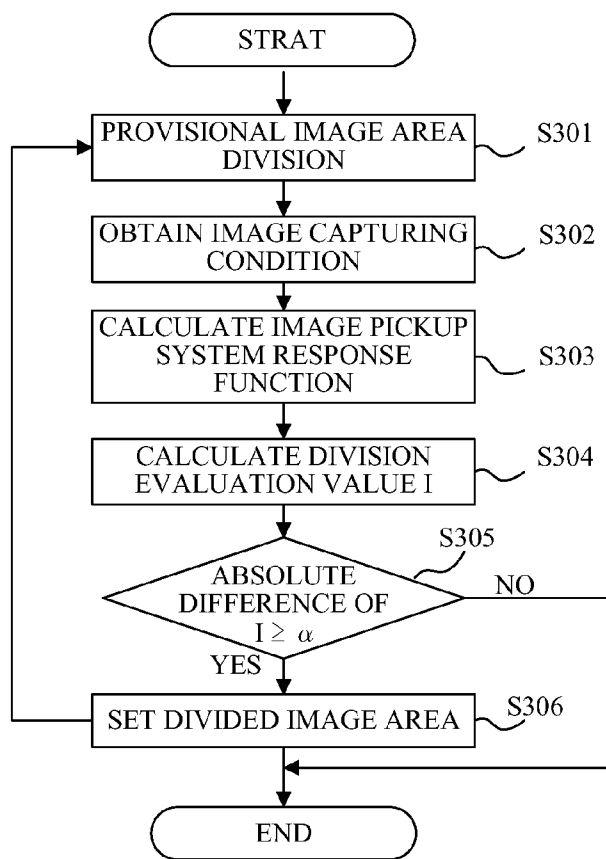 STRAT
PROVISIONAL IMAGE AREA
DIVISION
S301
OBTAIN IMAGE CAPTURING
CONDITION
S302
CALCULATE IMAGE PICKUP
SYSTEM RESPONSE
FUNCTION
S303
CALCULATE DIVISION
EVALUATION VALUE I
S304
S305
ABSOLUTE
DIFFERENCE OF
I ≥ α
NO
YES
SET DIVIDED IMAGE AREA
S306
END